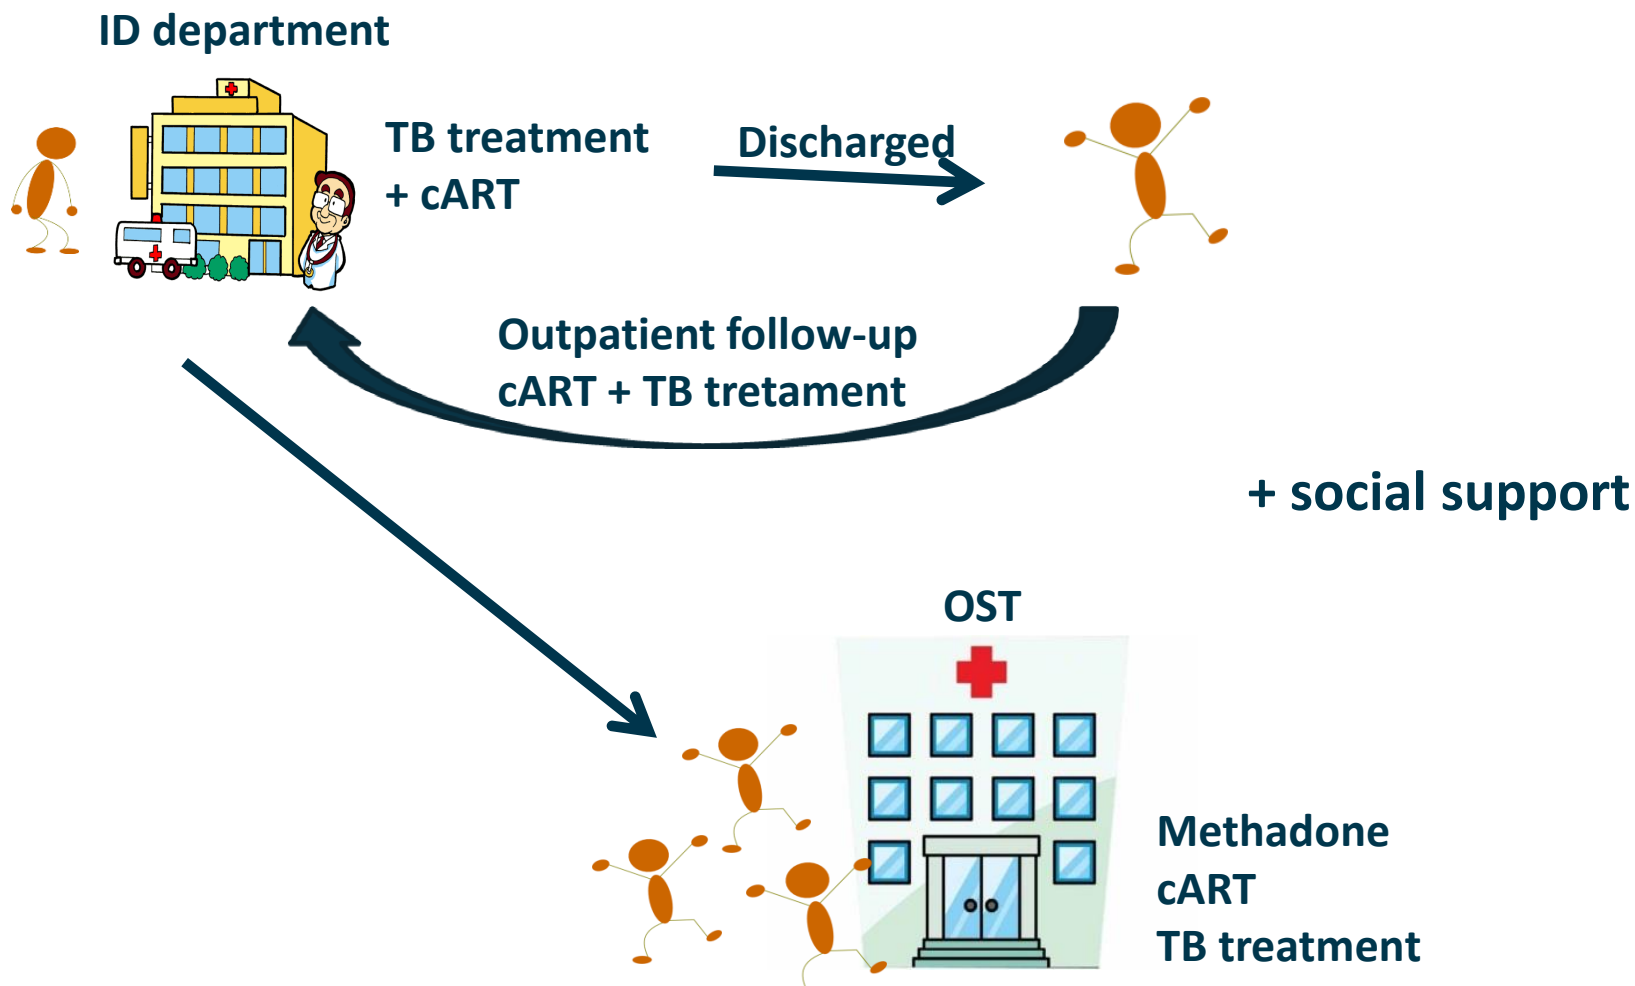 ID department
TB treatment
+ cART
Discharged
Outpatient follow-up
cART + TB tretament
+ social support
OST
Methadone
cART
TB treatment